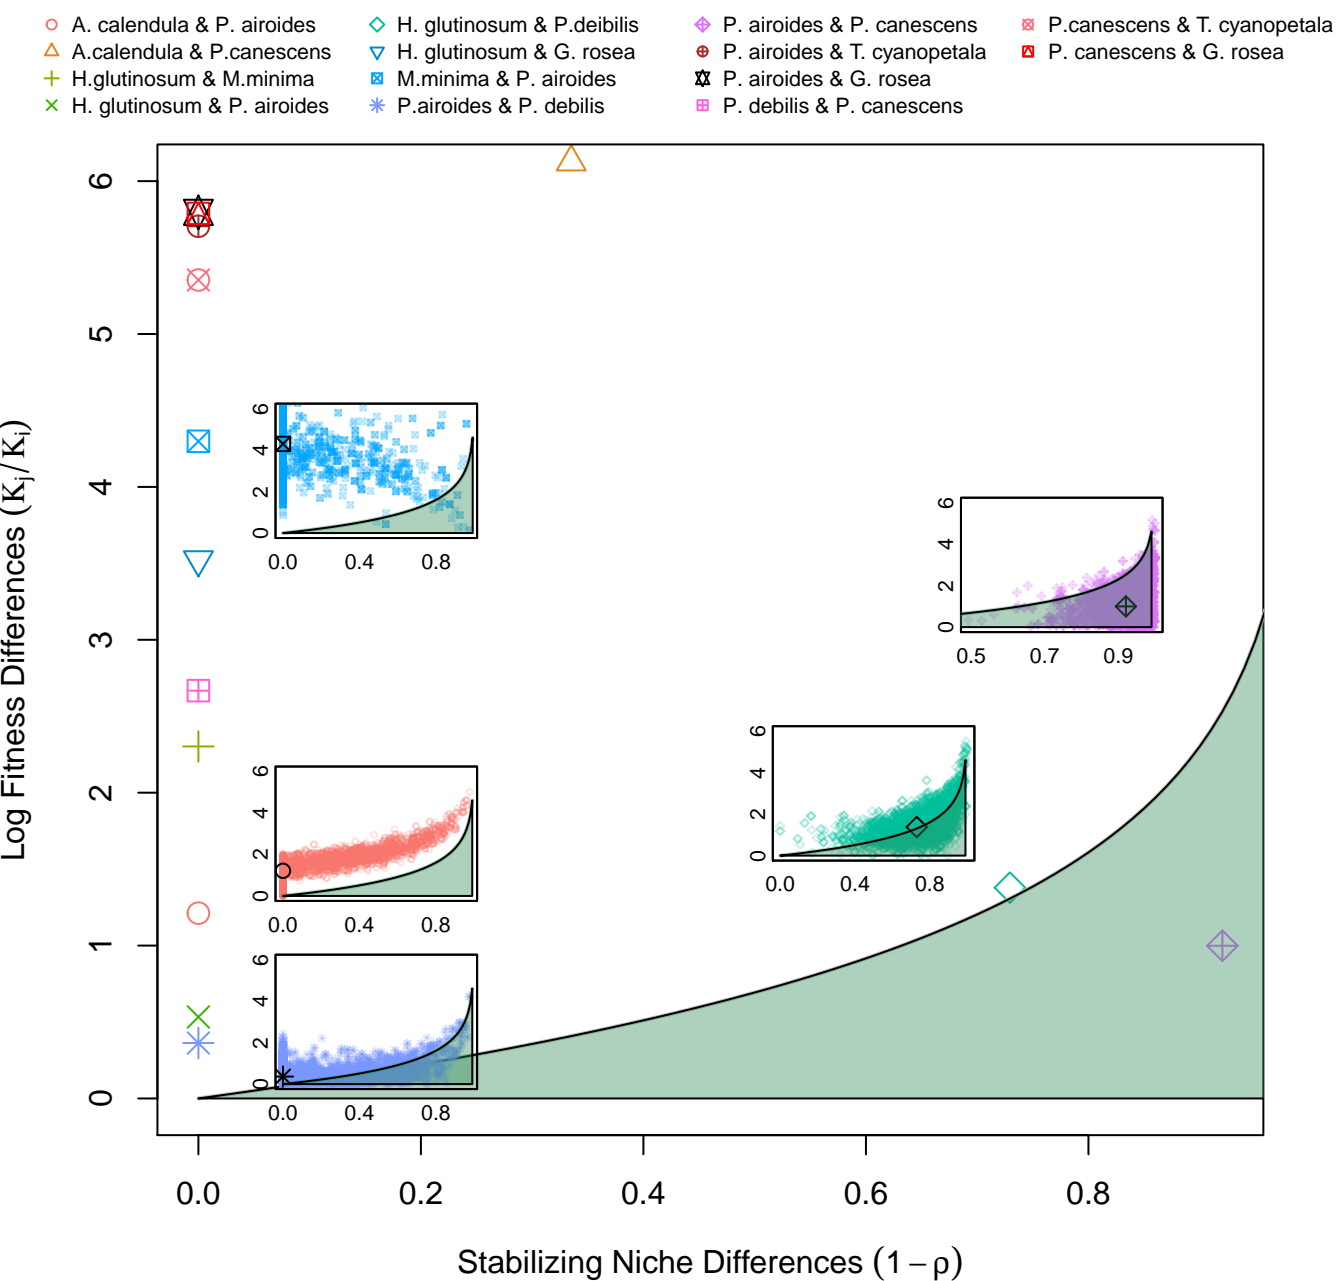 A. calendula & P. airoides
A.calendula & P.canescens
H.glutinosum & M.minima
H. glutinosum & P. airoides
H. glutinosum & P.deibilis
H. glutinosum & G. rosea
M.minima & P. airoides
P.airoides & P. debilis
P. airoides & P. canescens
P. airoides & T. cyanopetala
P. airoides & G. rosea
P. debilis & P. canescens
P.canescens & T. cyanopetala
P. canescens & G. rosea
Log Fitness Differences (Kj/Ki)
6
5
4
3
2
1
0
6
4
2
0
0.0 0.4 0.8
6
4
2
0
0.5 0.7 0.9
6
4
2
0
0.0 0.4 0.8
6
4
2
0
0.0 0.4 0.8
6
4
2
0
0.0 0.4 0.8
0.0 0.2 0.4 0.6 0.8
Stabilizing Niche Differences (1 − ρ)